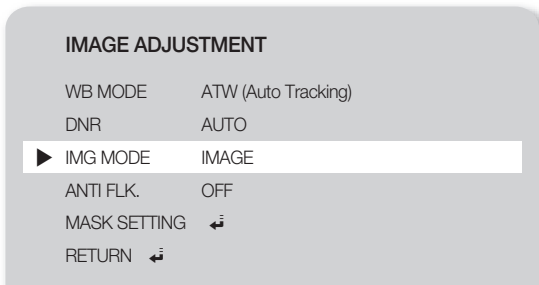 IMAGE ADJUSTMENT
WB MODE ATW (Auto Tracking)
DNR AUTO
▶ IMG MODE IMAGE
ANTI FLK. OFF
MASK SETTING ↵
RETURN ↵